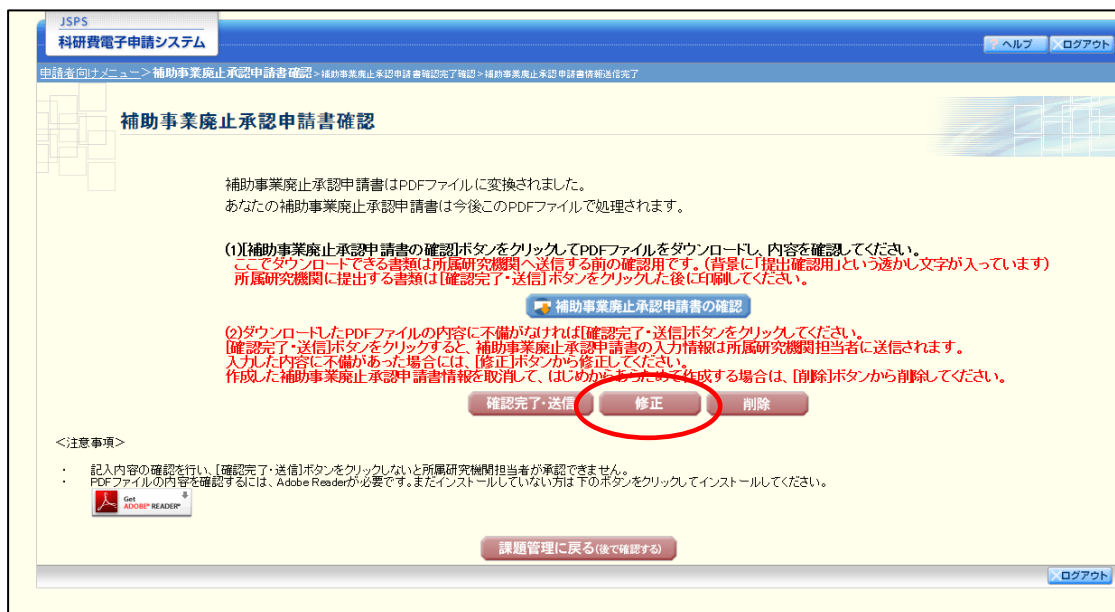 JSPS
科研費電子申請システム
ヘルプ
ログアウト
申請者向けメニュー>補助事業廃止承認申請書確認>補助事業廃止承認申請書確認完了確認>補助事業廃止承認申請書情報送信完了
補助事業廃止承認申請書確認
補助事業廃止承認申請書はPDFファイルに変換されました。
あなたの補助事業廃止承認申請書は今後このPDFファイルで処理されます。
(1)[補助事業廃止承認申請書の確認]ボタンをクリックしてPDFファイルをダウンロードし、内容を確認してください。
ここでダウンロードできる書類は所属研究機関へ送信する前の確認用です。(背景に「提出確認用」という透かし文字が入っています)
所属研究機関に提出する書類は[確認完了・送信]ボタンをクリックした後に印刷してください。
補助事業廃止承認申請書の確認
(2)ダウンロードしたPDFファイルの内容に不備がなければ[確認完了・送信]ボタンをクリックしてください。
[確認完了・送信]ボタンをクリックすると、補助事業廃止承認申請書の入力情報は所属研究機関担当者に送信されます。
入力した内容に不備があった場合には、[修正]ボタンから修正してください。
作成した補助事業廃止承認申請書情報を取消して、はじめからあらためて作成する場合は、[削除]ボタンから削除してください。
確認完了・送信
修正
削除
<注意事項>
・ 記入内容の確認を行い、[確認完了・送信]ボタンをクリックしないと所属研究機関担当者が承認できません。
・ PDFファイルの内容を確認するには、Adobe Readerが必要です。まだインストールしていない方は下のボタンをクリックしてインストールしてください。
Get
ADOBE® READER®
課題管理に戻る(後で確認する)
ログアウト